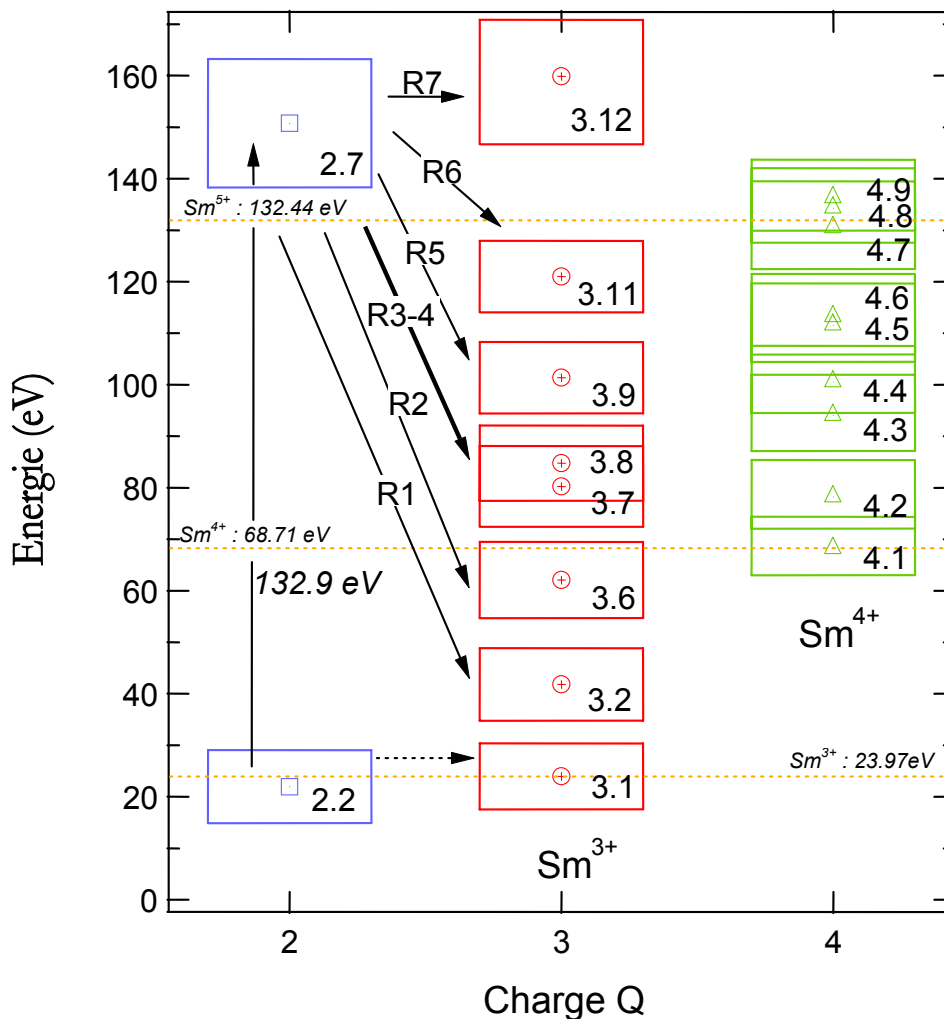 Energie (eV)
160
140
120
100
80
60
40
20
0
R7
3.12
2.7
R6
Sm5+ : 132.44 eV
4.9
4.8
4.7
R5
3.11
R3-4
4.6
4.5
R2
3.9
4.4
4.3
3.8
R1
3.7
4.2
Sm4+ : 68.71 eV
4.1
132.9 eV
3.6
Sm4+
3.2
Sm3+ : 23.97eV
2.2
3.1
Sm3+
2
3
4
Charge Q